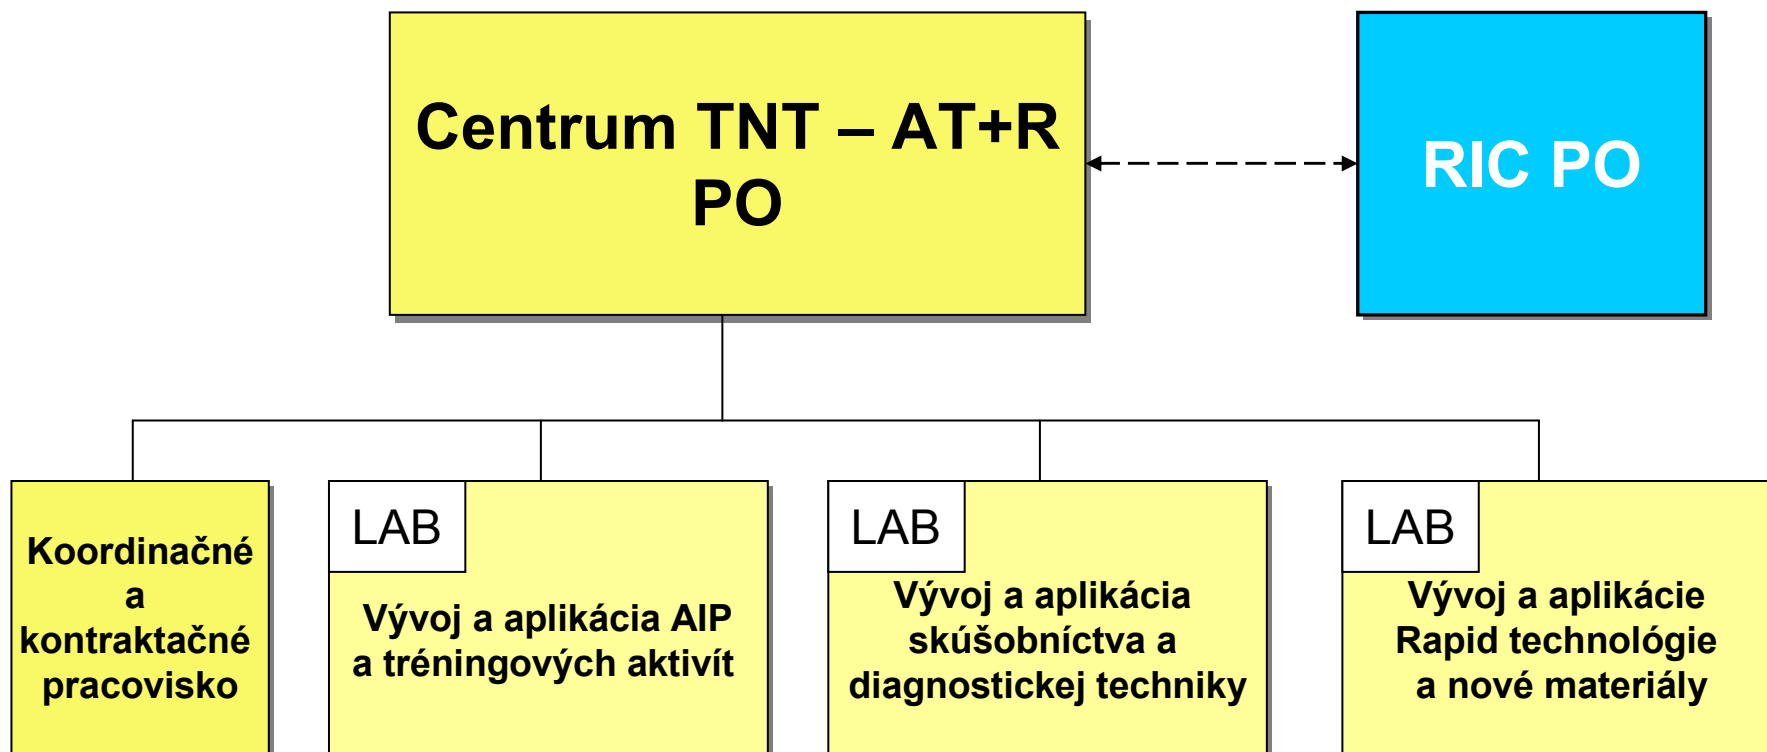 Centrum TNT – AT+R
PO
RIC PO
Koordinačné
a
kontraktačné
pracovisko
LAB
Vývoj a aplikácia AIP
a tréningových aktivít
LAB
Vývoj a aplikácia
skúšobníctva a
diagnostickej techniky
LAB
Vývoj a aplikácie
Rapid technológie
a nové materiály